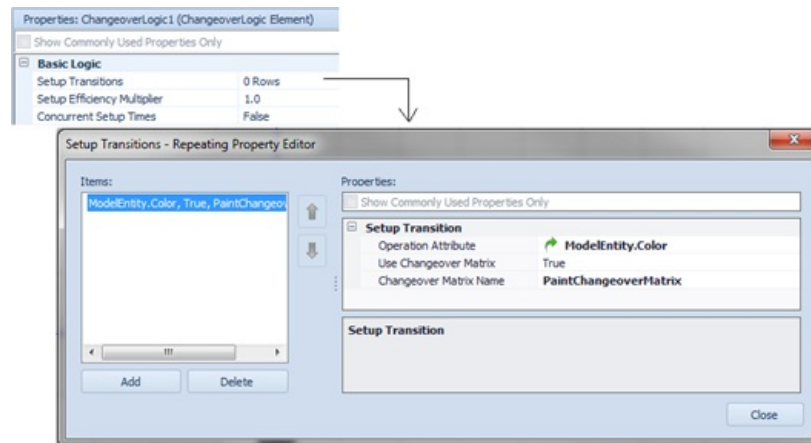 Properties: ChangeoverLogic1 (ChangeoverLogic Element)
Show Commonly Used Properties Only
Basic Logic
Setup Transitions 0 Rows
Setup Efficiency Multiplier 1.0
Concurrent Setup Times False
Setup Transitions - Repeating Property Editor
Items:
ModelEntity.Color, True, PaintChangeov
Properties:
Show Commonly Used Properties Only
Setup Transition
Operation Attribute ModelEntity.Color
Use Changeover Matrix True
Changeover Matrix Name PaintChangeoverMatrix
Setup Transition
Add Delete
Close